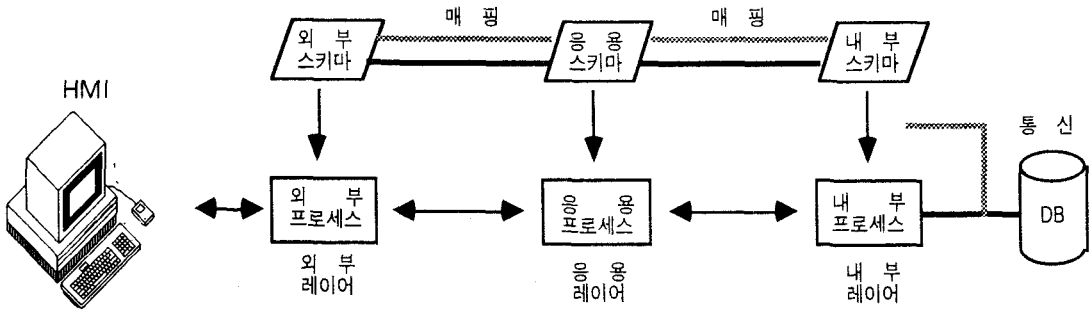 매 핑
매 핑
외 부
스키마
응 용
스키마
내 부
스키마
HMI
통 신
외 부
프로세스
응 용
프로세스
내 부
프로세스
DB
외 부
레이어
응 용
레이어
내 부
레이어